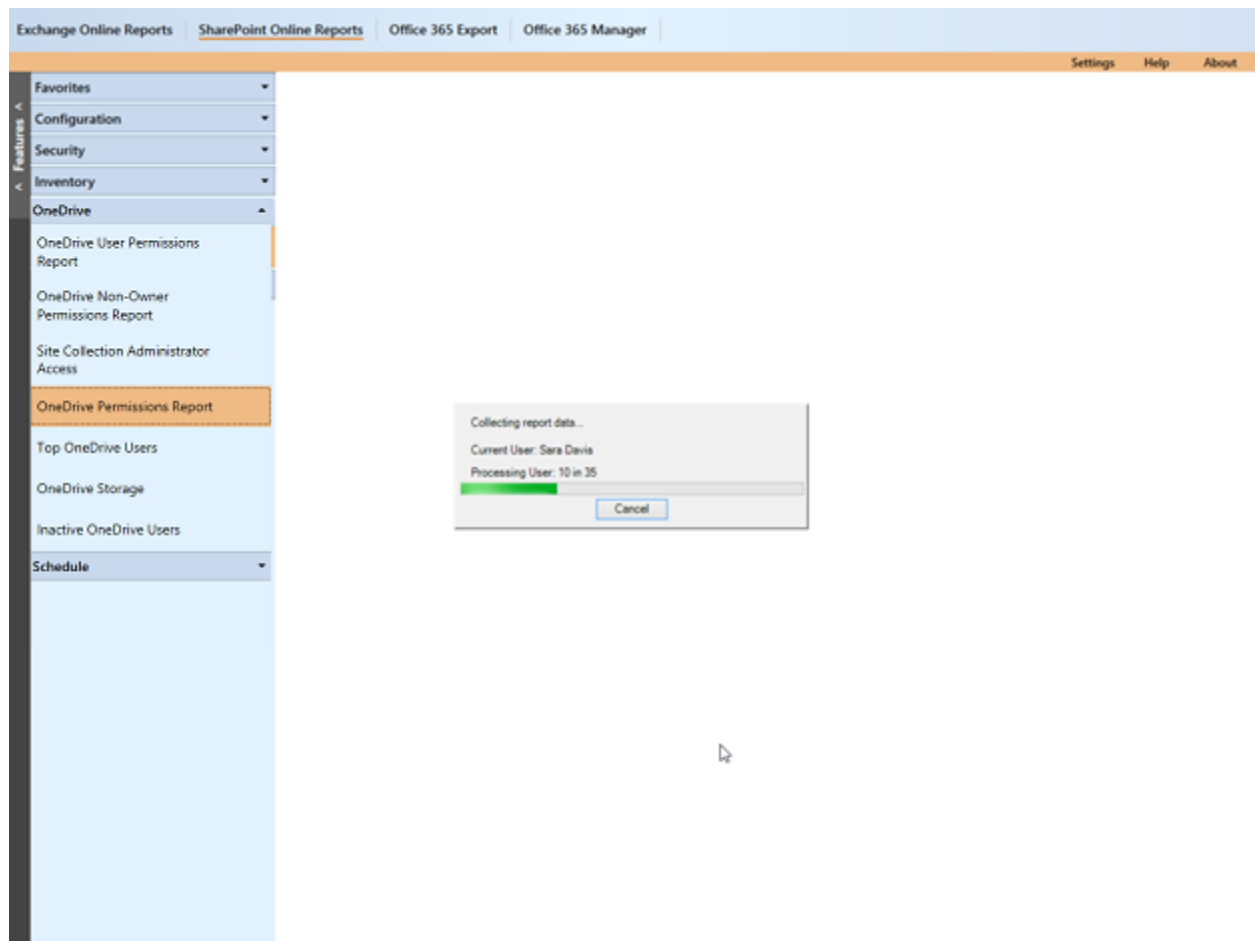 Exchange Online Reports SharePoint Online Reports Office 365 Export Office 365 Manager
Settings Help About
< Features <
Favorites
Configuration
Security
Inventory
OneDrive
OneDrive User Permissions
Report
OneDrive Non-Owner
Permissions Report
Site Collection Administrator
Access
OneDrive Permissions Report
Top OneDrive Users
OneDrive Storage
Inactive OneDrive Users
Schedule
Collecting report data...
Current User: Sara Davis
Processing User: 10 in 35
Cancel